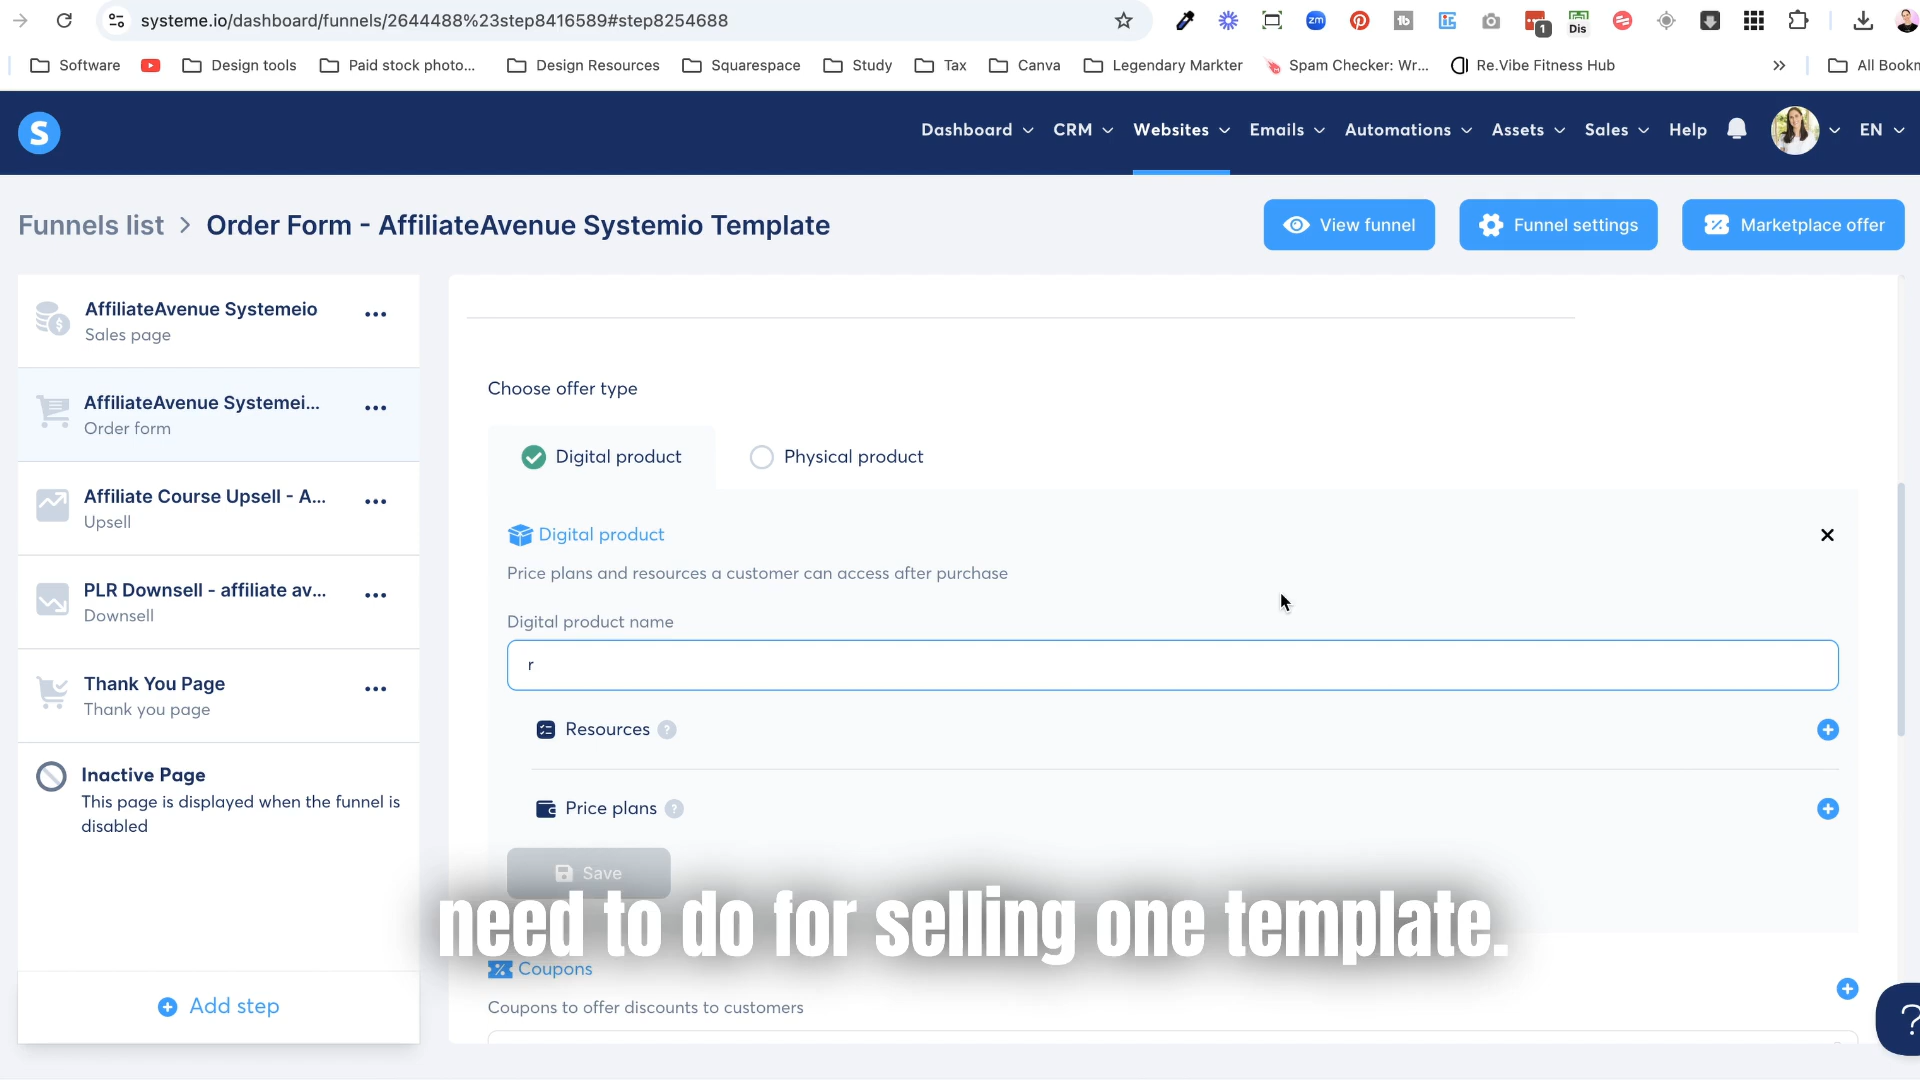 systeme.io/dashboard/funnels/2644488%23step8416589#step8254688
1
Dis
zm
Software
Design tools
Paid stock photo...
Design Resources
Squarespace
Study
Tax
Canva
Legendary Markter
Spam Checker: Wr...
Re.Vibe Fitness Hub
All Bookm
S
Dashboard
CRM
Websites
Emails
Automations
Assets
Sales
Help
EN
Funnels list > Order Form - AffiliateAvenue Systemio Template
View funnel
Funnel settings
Marketplace offer
AffiliateAvenue Systemeio
Sales page
AffiliateAvenue Systemei...
Order form
Affiliate Course Upsell - A...
Upsell
PLR Downsell - affiliate av...
Downsell
Thank You Page
Thank you page
Inactive Page
This page is displayed when the funnel is
disabled
Add step
Choose offer type
Digital product
Physical product
Digital product
Price plans and resources a customer can access after purchase
Digital product name
r
Resources ?
Price plans ?
Save
need to do for selling one template.
Coupons
Coupons to offer discounts to customers
?